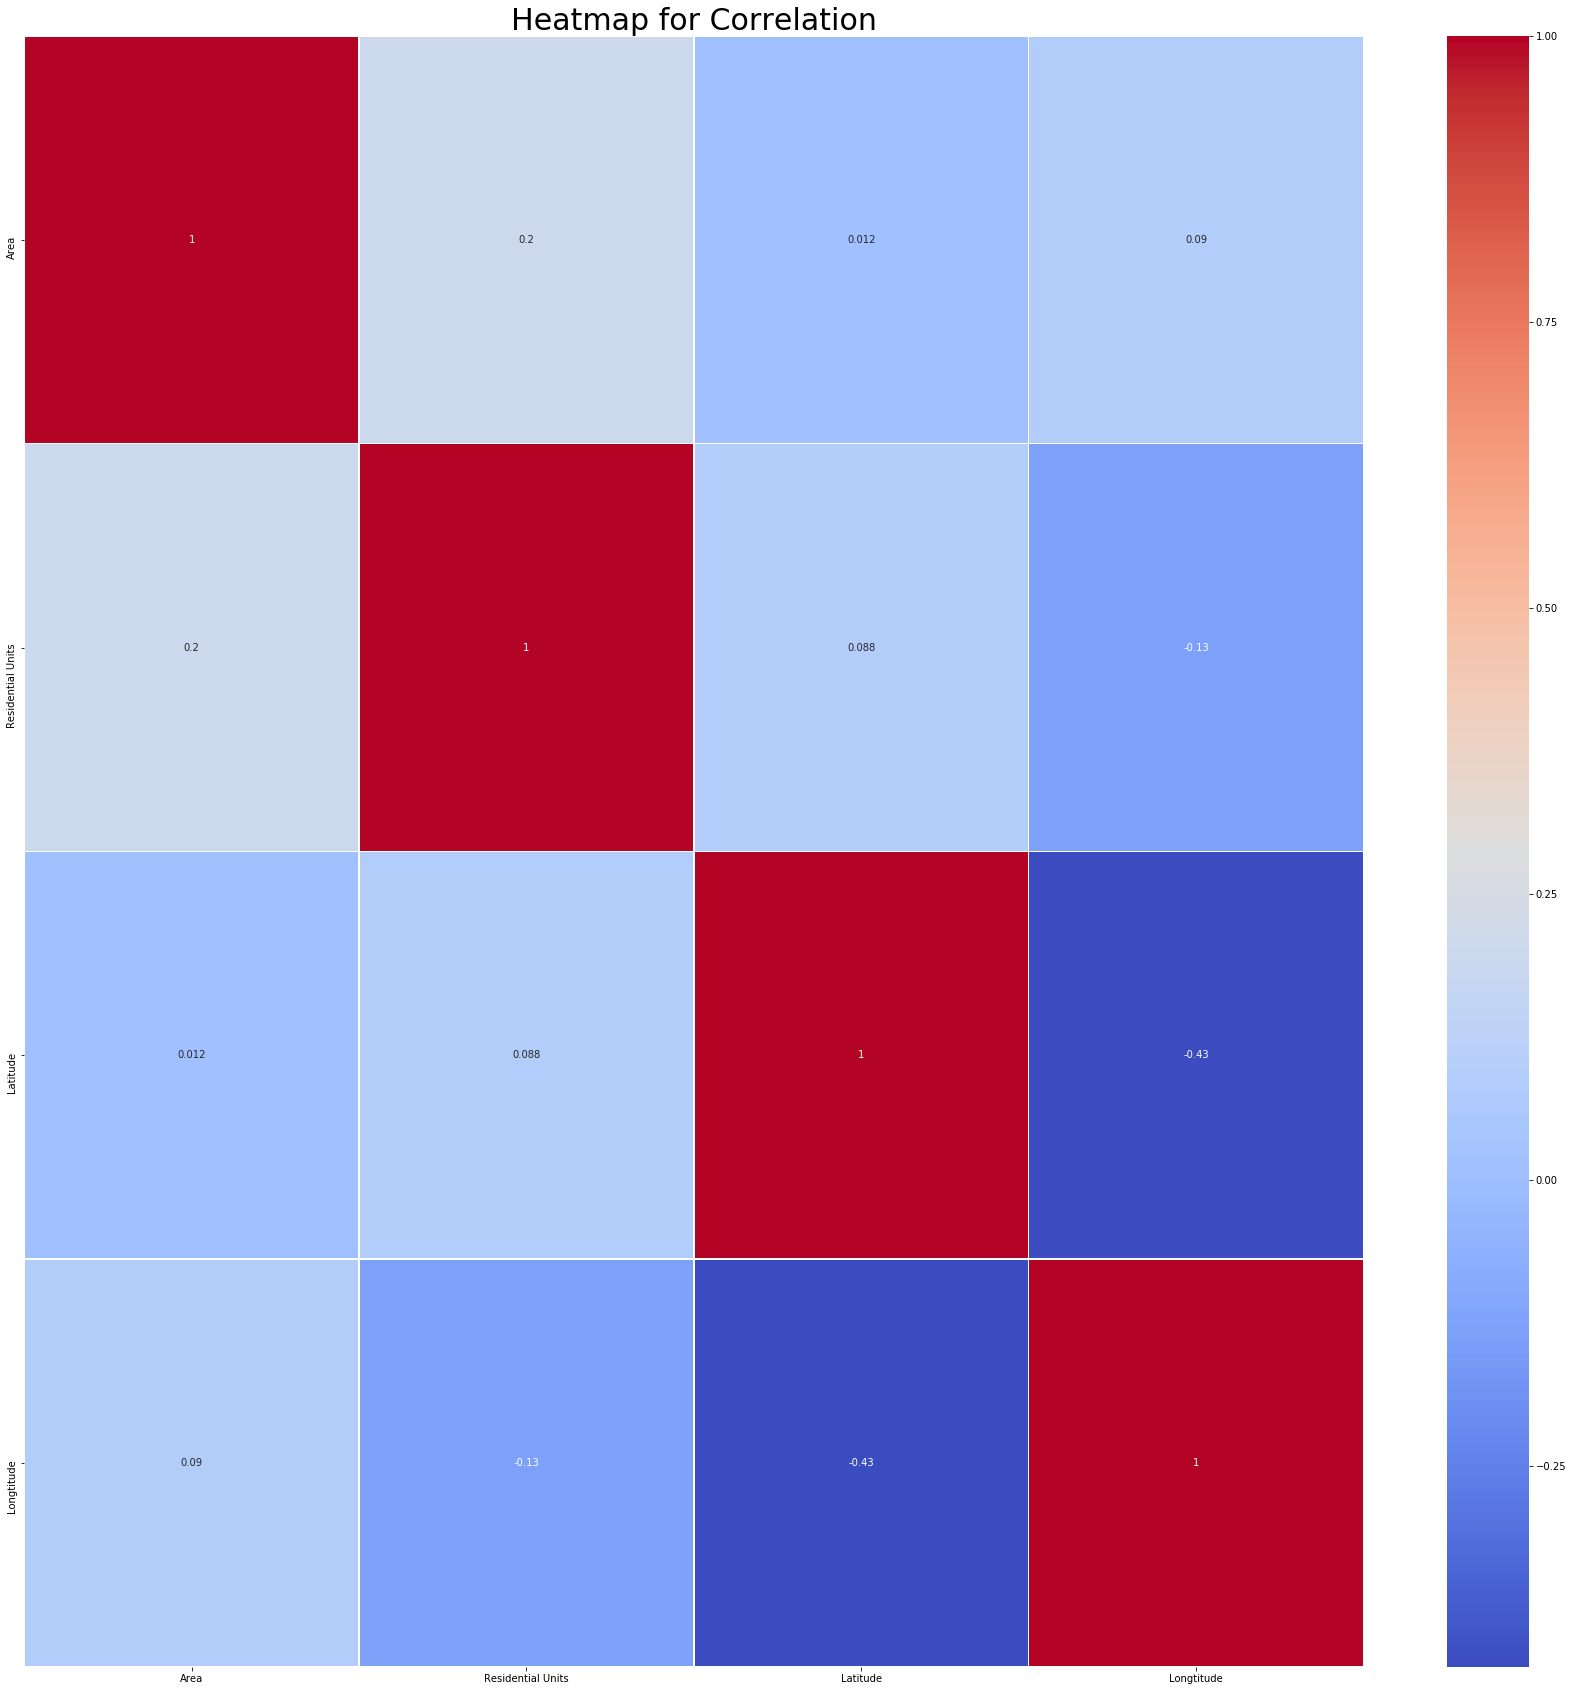 Heatmap for Correlation
Area
1
0.2
0.012
0.09
Residential Units
0.2
1
0.088
-0.13
Latitude
0.012
0.088
1
-0.43
Longtitude
0.09
-0.13
-0.43
1
Area
Residential Units
Latitude
Longtitude
1.00
0.75
0.50
0.25
0.00
−0.25